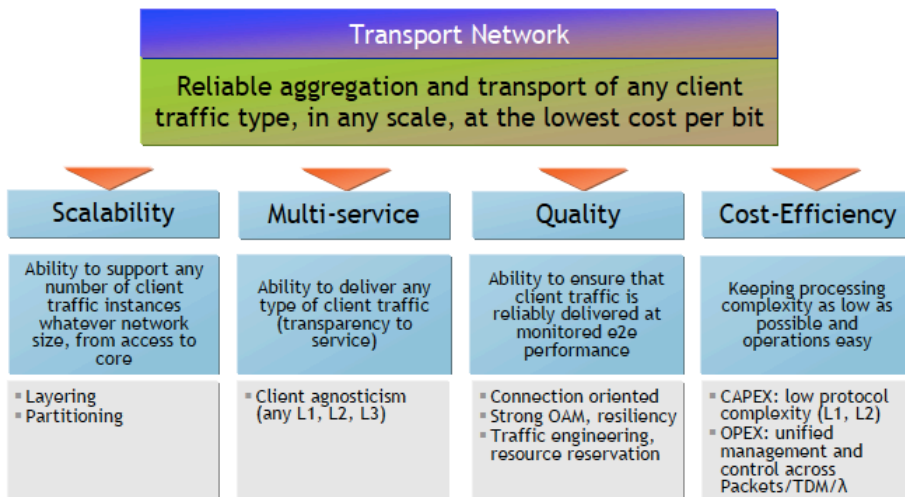 Transport Network
Reliable aggregation and transport of any client
traffic type, in any scale, at the lowest cost per bit
Scalability
Ability to support any
number of client
traffic instances
whatever network
size, from access to
core
▪ Layering
▪ Partitioning
Multi-service
Ability to deliver any
type of client traffic
(transparency to
service)
▪ Client agnosticism
(any L1, L2, L3)
Quality
Ability to ensure that
client traffic is
reliably delivered at
monitored e2e
performance
▪ Connection oriented
▪ Strong OAM, resiliency
▪ Traffic engineering,
resource reservation
Cost-Efficiency
Keeping processing
complexity as low as
possible and
operations easy
▪ CAPEX: low protocol
complexity (L1, L2)
▪ OPEX: unified
management and
control across
Packets/TDM/λ